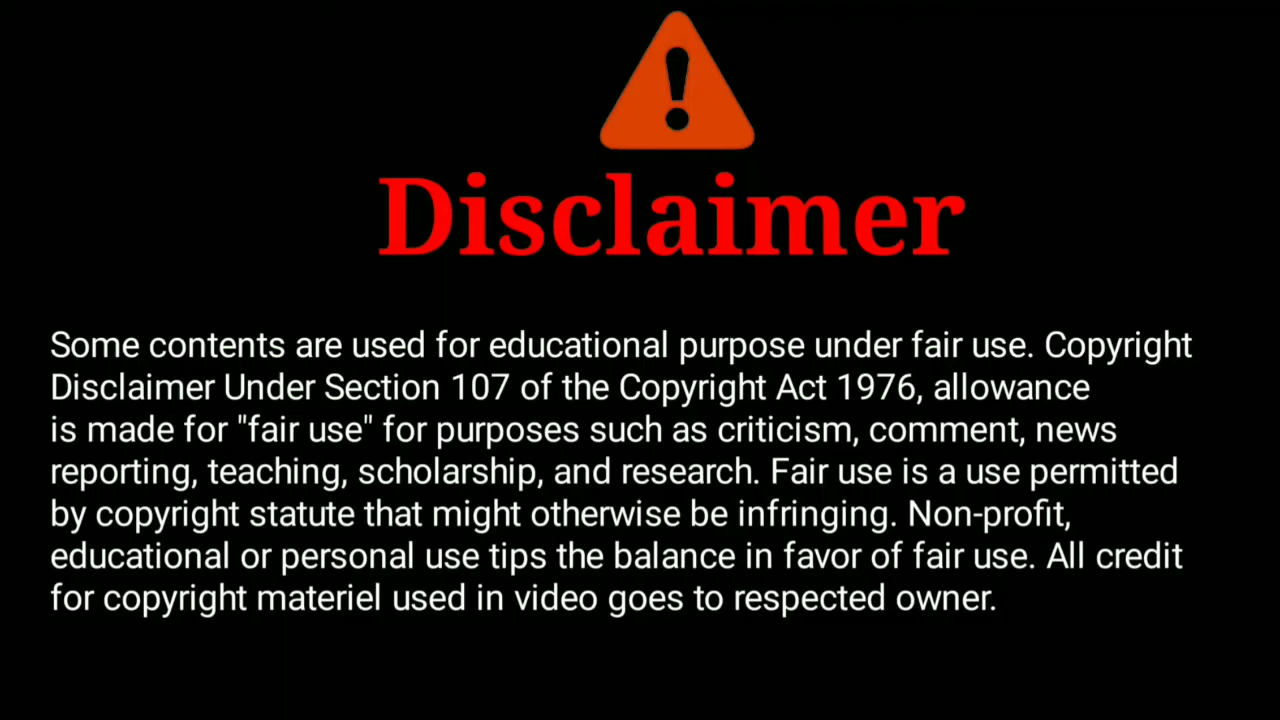 Disclaimer
Some contents are used for educational purpose under fair use. Copyright
Disclaimer Under Section 107 of the Copyright Act 1976, allowance
is made for "fair use" for purposes such as criticism, comment, news
reporting, teaching, scholarship, and research. Fair use is a use permitted
by copyright statute that might otherwise be infringing. Non-profit,
educational or personal use tips the balance in favor of fair use. All credit
for copyright materiel used in video goes to respected owner.